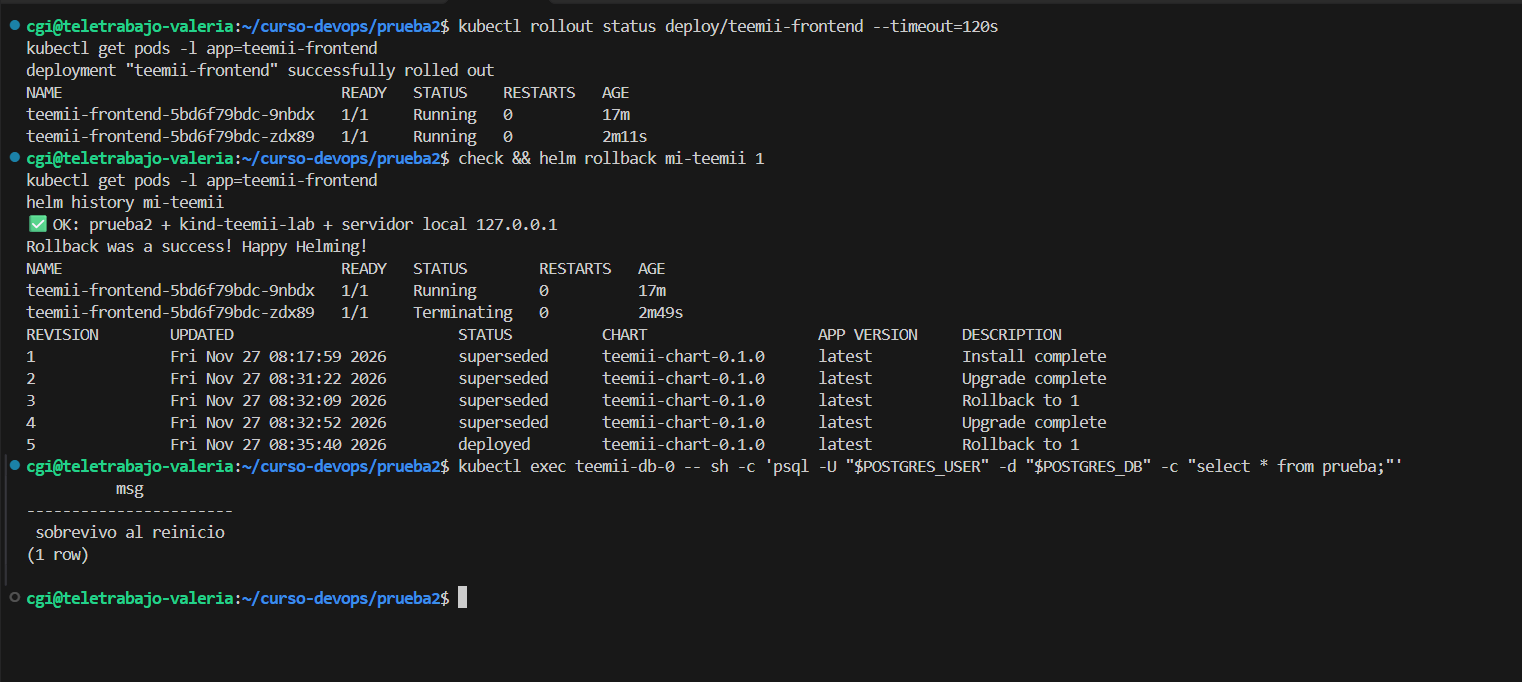 cgi@teletrabajo-valeria:~/curso-devops/prueba2$ kubectl rollout status deploy/teemii-frontend --timeout=120s
kubectl get pods -l app=teemii-frontend
deployment "teemii-frontend" successfully rolled out
NAME READY STATUS RESTARTS AGE
teemii-frontend-5bd6f79bdc-9nbdx 1/1 Running 0 17m
teemii-frontend-5bd6f79bdc-zdx89 1/1 Running 0 2m11s
cgi@teletrabajo-valeria:~/curso-devops/prueba2$ check && helm rollback mi-teemii 1
kubectl get pods -l app=teemii-frontend
helm history mi-teemii
✅ OK: prueba2 + kind-teemii-lab + servidor local 127.0.0.1
Rollback was a success! Happy Helming!
NAME READY STATUS RESTARTS AGE
teemii-frontend-5bd6f79bdc-9nbdx 1/1 Running 0 17m
teemii-frontend-5bd6f79bdc-zdx89 1/1 Terminating 0 2m49s
REVISION UPDATED STATUS CHART APP VERSION DESCRIPTION
1 Fri Nov 27 08:17:59 2026 superseded teemii-chart-0.1.0 latest Install complete
2 Fri Nov 27 08:31:22 2026 superseded teemii-chart-0.1.0 latest Upgrade complete
3 Fri Nov 27 08:32:09 2026 superseded teemii-chart-0.1.0 latest Rollback to 1
4 Fri Nov 27 08:32:52 2026 superseded teemii-chart-0.1.0 latest Upgrade complete
5 Fri Nov 27 08:35:40 2026 deployed teemii-chart-0.1.0 latest Rollback to 1
cgi@teletrabajo-valeria:~/curso-devops/prueba2$ kubectl exec teemii-db-0 -- sh -c 'psql -U "$POSTGRES_USER" -d "$POSTGRES_DB" -c "select * from prueba;"'
msg
-----------------------
sobrevivo al reinicio
(1 row)
cgi@teletrabajo-valeria:~/curso-devops/prueba2$